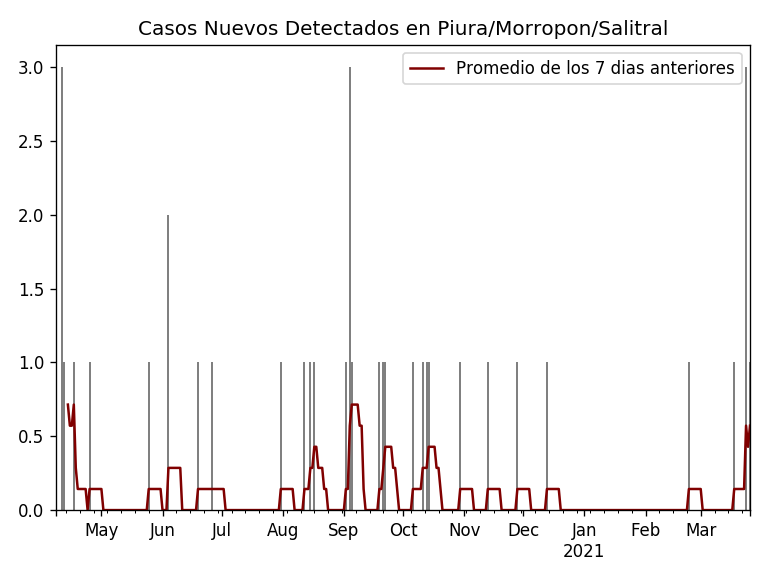 Casos Nuevos Detectados en Piura/Morropon/Salitral
Promedio de los 7 dias anteriores
3.0
2.5
2.0
1.5
1.0
0.5
0.0
May Jun Jul Aug Sep Oct Nov Dec Jan Feb Mar
2021